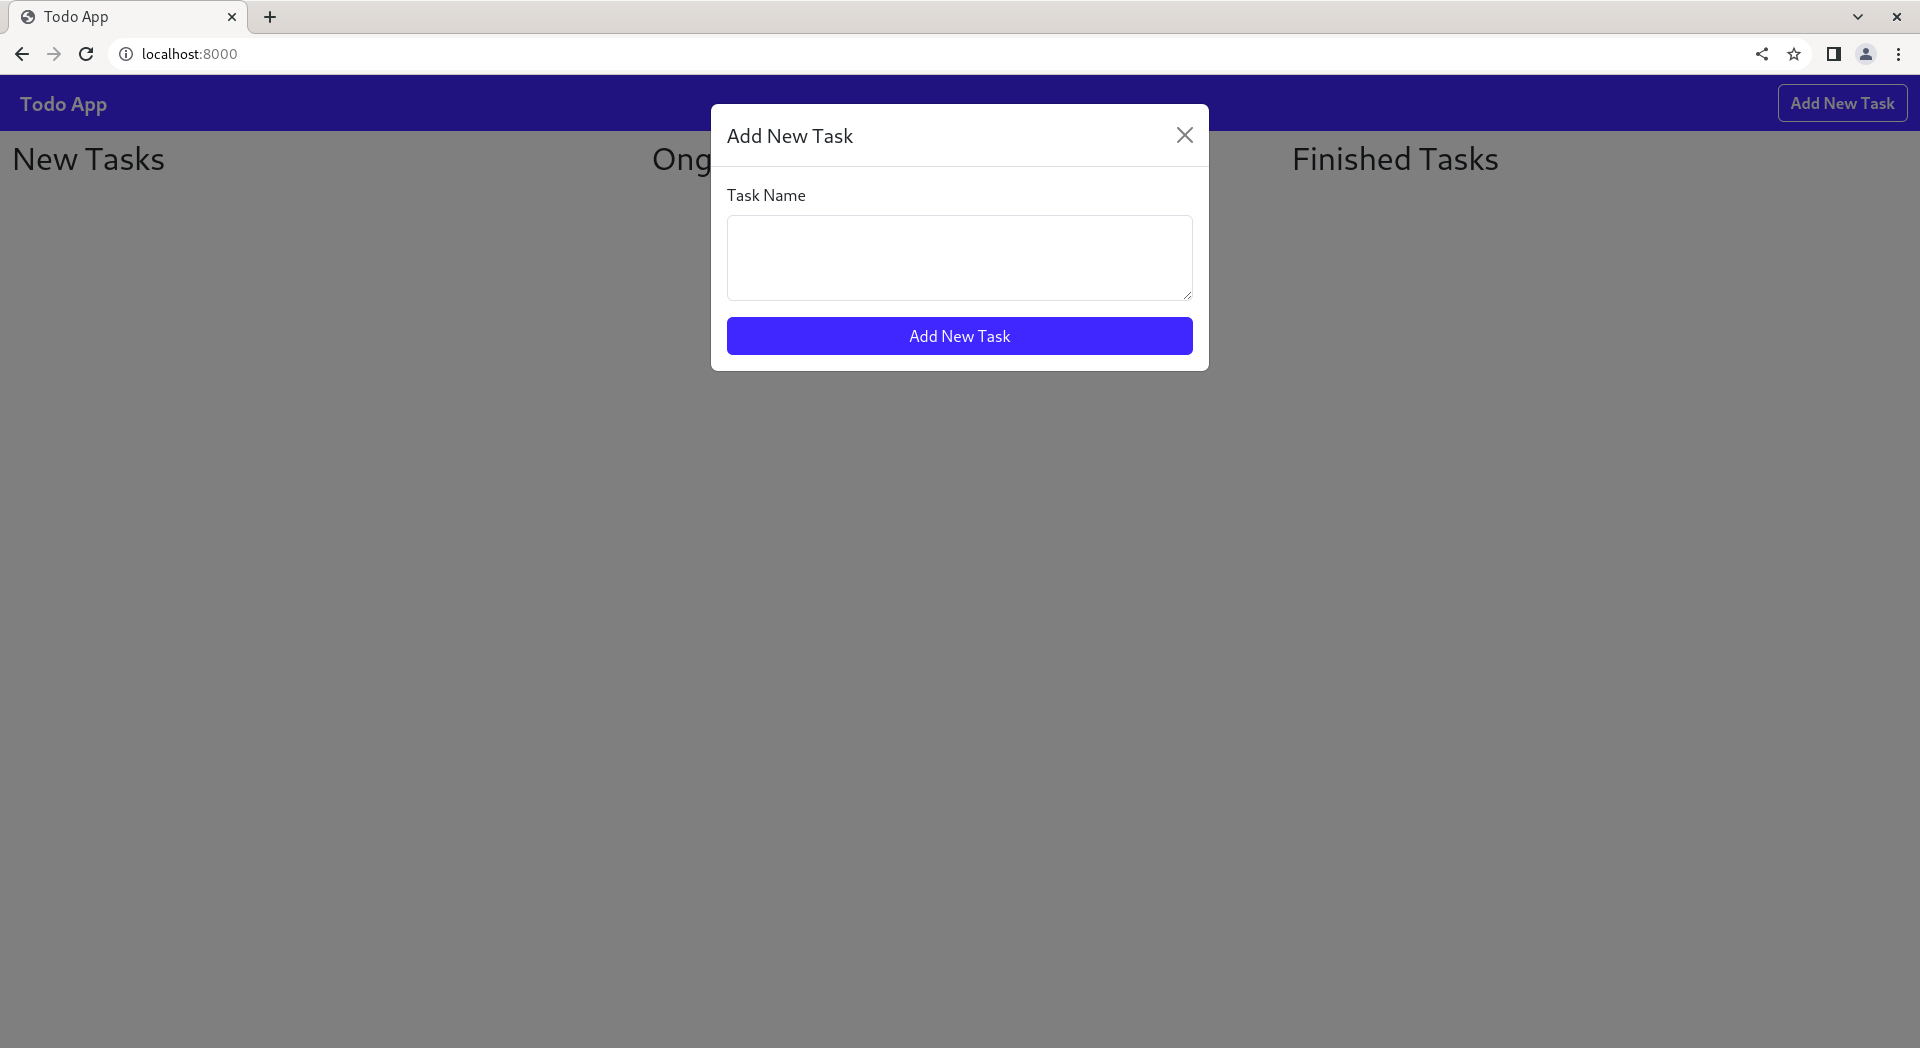 Todo App
localhost:8000
Todo App
Add New Task
New Tasks
Ong
Finished Tasks
Add New Task
Task Name
Add New Task